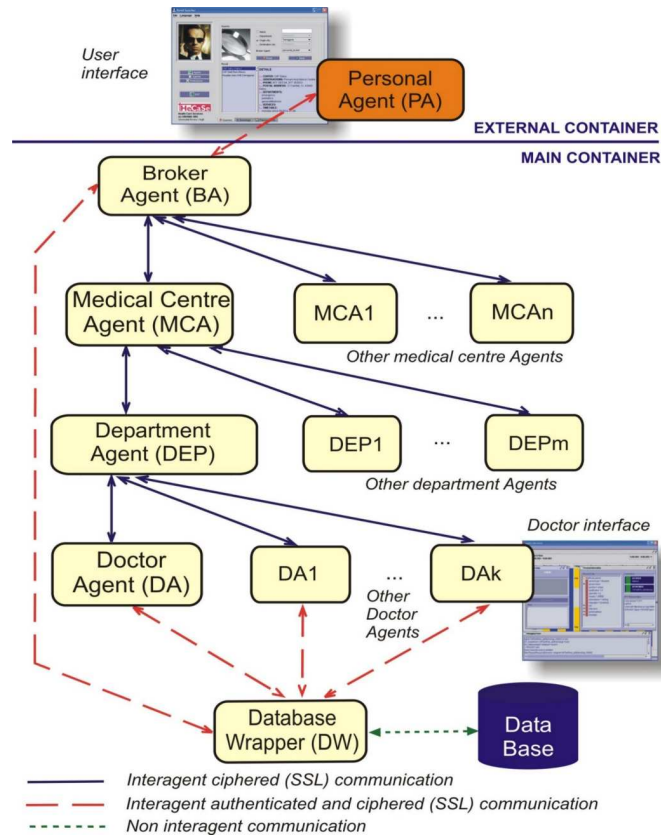 User
interface
Personal
Agent (PA)
EXTERNAL CONTAINER
MAIN CONTAINER
Broker
Agent (BA)
Medical Centre
Agent (MCA)
MCA1
...
MCAn
Other medical centre Agents
Department
Agent (DEP)
DEP1
...
DEPm
Other department Agents
Doctor interface
Doctor
Agent (DA)
DA1
...
DAk
Other
Doctor
Agents
Database
Wrapper (DW)
Data
Base
Interagent ciphered (SSL) communication
Interagent authenticated and ciphered (SSL) communication
Non interagent communication